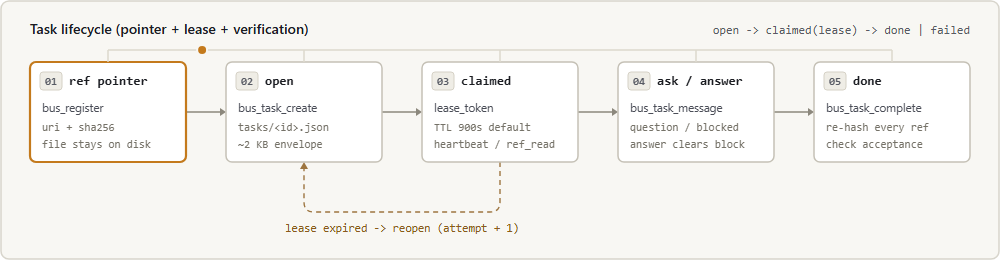 Task lifecycle (pointer + lease + verification)
open -> claimed(lease) -> done | failed
01 ref pointer
bus_register
uri + sha256
file stays on disk
02 open
bus_task_create
tasks/<id>.json
~2 KB envelope
03 claimed
lease_token
TTL 900s default
heartbeat / ref_read
04 ask / answer
bus_task_message
question / blocked
answer clears block
05 done
bus_task_complete
re-hash every ref
check acceptance
lease expired -> reopen (attempt + 1)